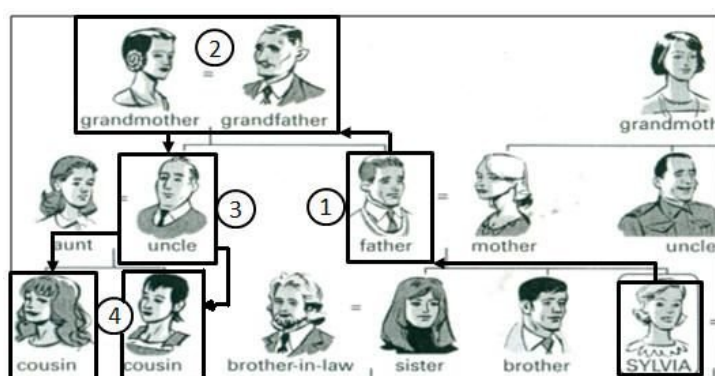 2
grandmother = grandfather
grandmoth
aunt = uncle
3
1
father = mother
uncle
4
cousin
cousin
brother-in-law = sister
brother
SYLVIA =